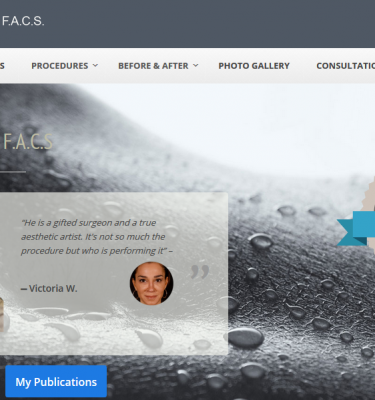 F.A.C.S.
S PROCEDURES BEFORE & AFTER PHOTO GALLERY CONSULTATIO
F.A.C.S.
"He is a gifted surgeon and a true
aesthetic artist. It's not so much the
procedure but who is performing it" –
– Victoria W.
My Publications